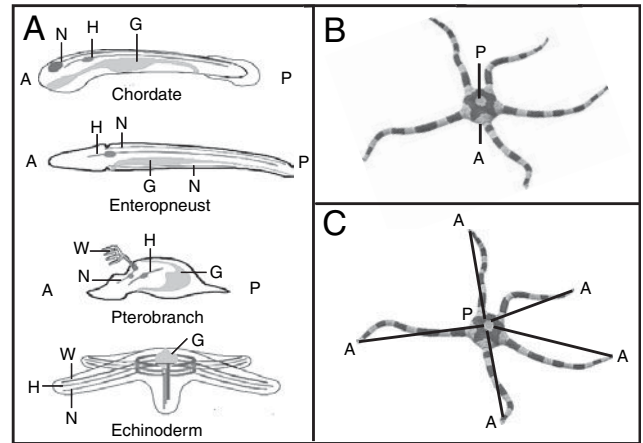 A
N H G
A P
Chordate
H N
A P
G N
Enteropneust
W H
N G
A P
Pterobranch
G
W
H
N
Echinoderm
B
P
A
C
A
A
P
A A
A